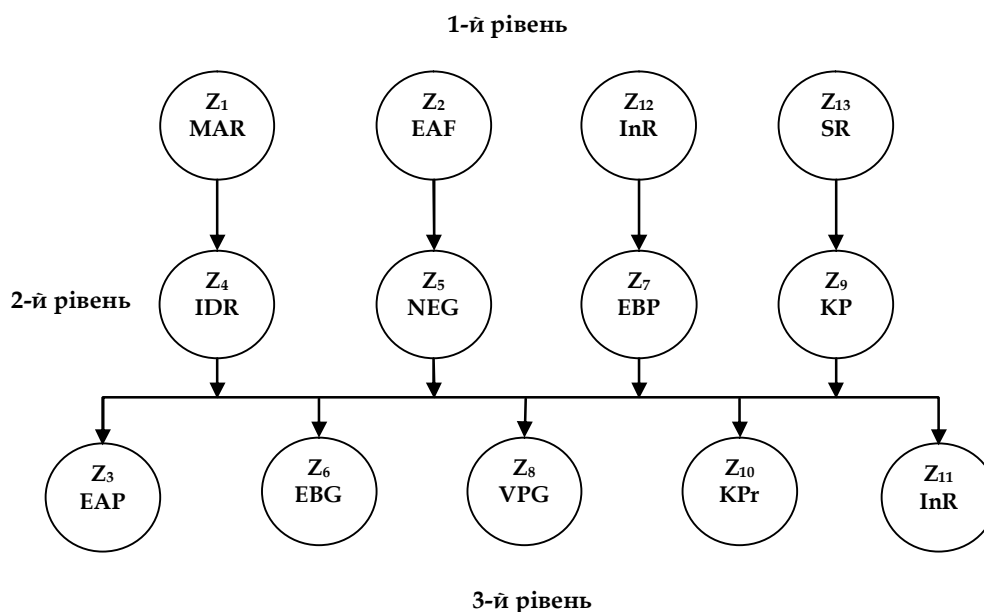 1-й рівень
Z₁
MAR
Z₂
EAF
Z₁₂
InR
Z₁₃
SR
2-й рівень
Z₄
IDR
Z₅
NEG
Z₇
EBP
Z₉
KP
Z₃
EAP
Z₆
EBG
Z₈
VPG
Z₁₀
KPr
Z₁₁
InR
3-й рівень